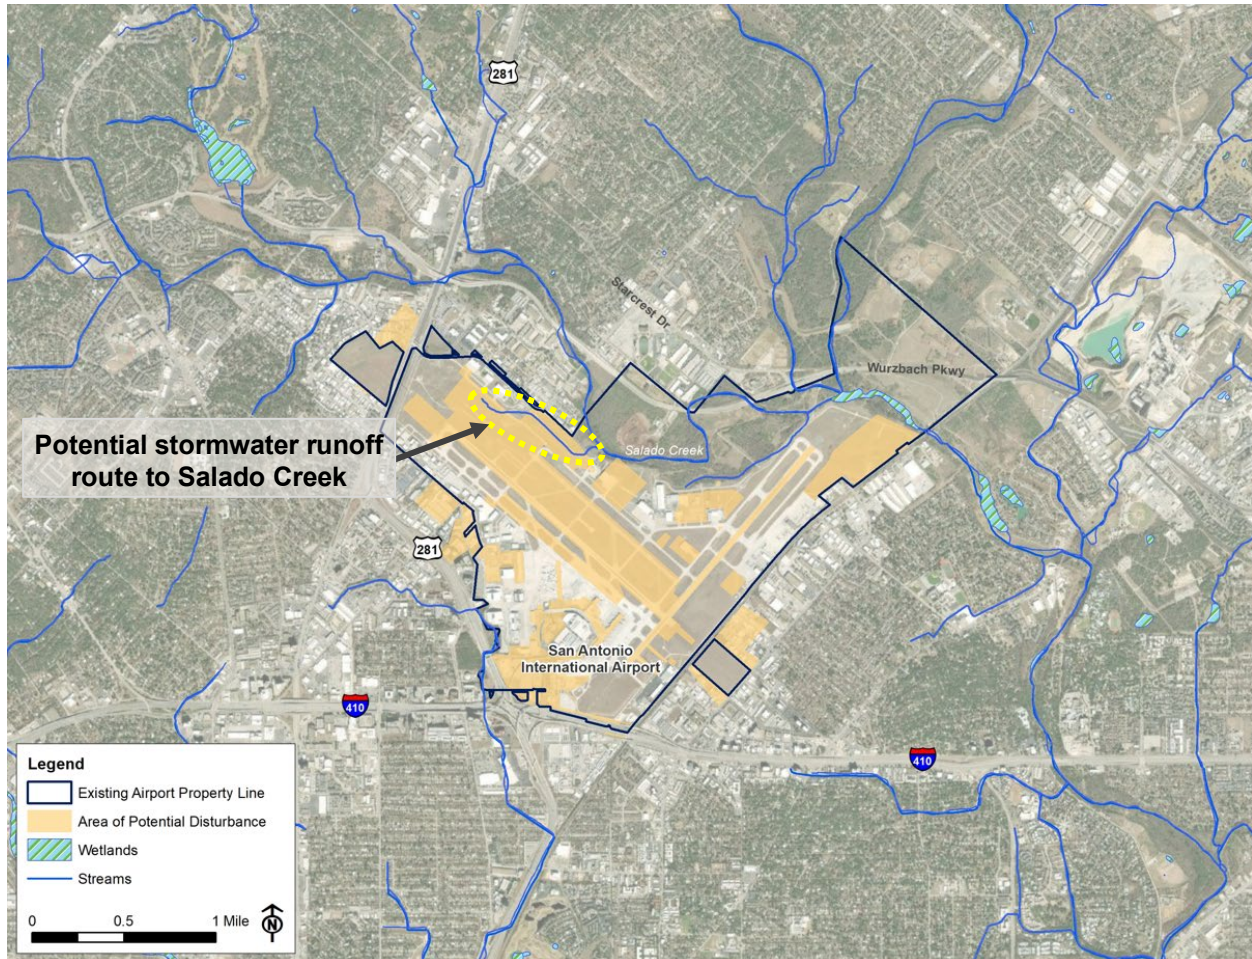 281
Starcrest Dr.
Wurzbach Pkwy
Potential stormwater runoff
route to Salado Creek
Salado Creek
281
San Antonio
International Airport
410
410
Legend
Existing Airport Property Line
Area of Potential Disturbance
Wetlands
Streams
0 0.5 1 Mile
N